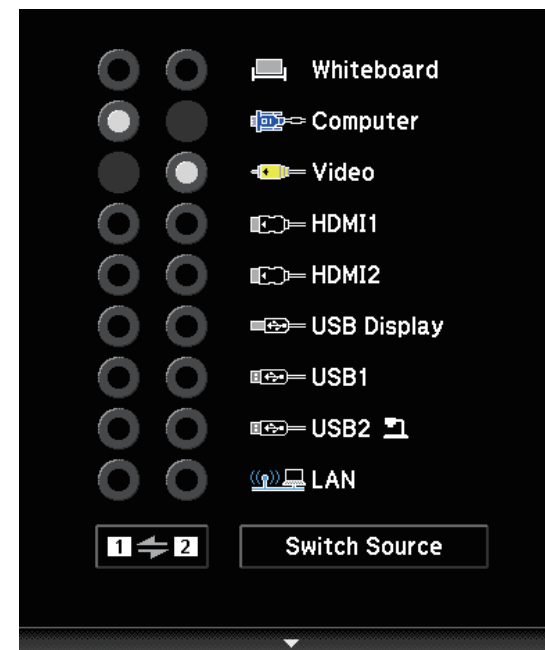 Whiteboard
Computer
Video
HDMI1
HDMI2
USB Display
USB1
USB2
LAN
1 2 Switch Source